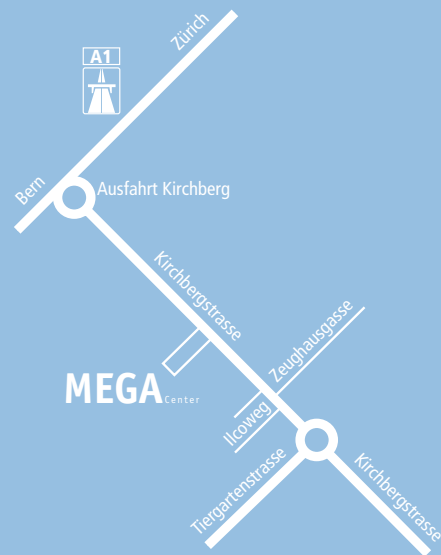 Zürich
A1
Bern
Ausfahrt Kirchberg
Kirchbergstrasse
Zeughausgasse
MEGA Center
Ilcoweg
Tiergartenstrasse
Kirchbergstrasse